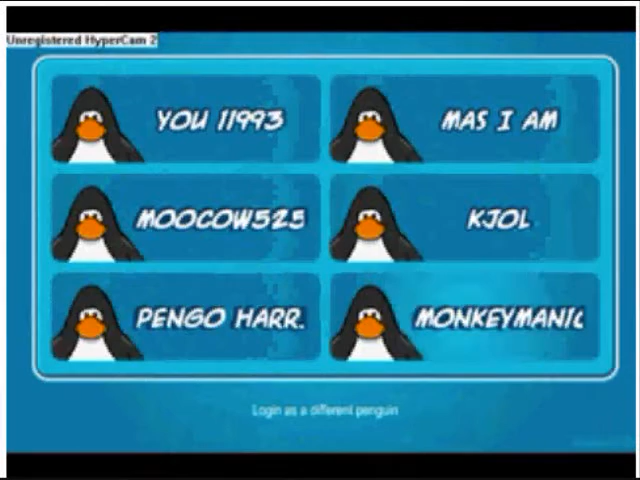 Unregistered HyperCam 2
YOU 11993
MAS I AM
MOOCOW525
KJOL
PENGO HARR.
MONKEYMANIC
Login as a different penguin